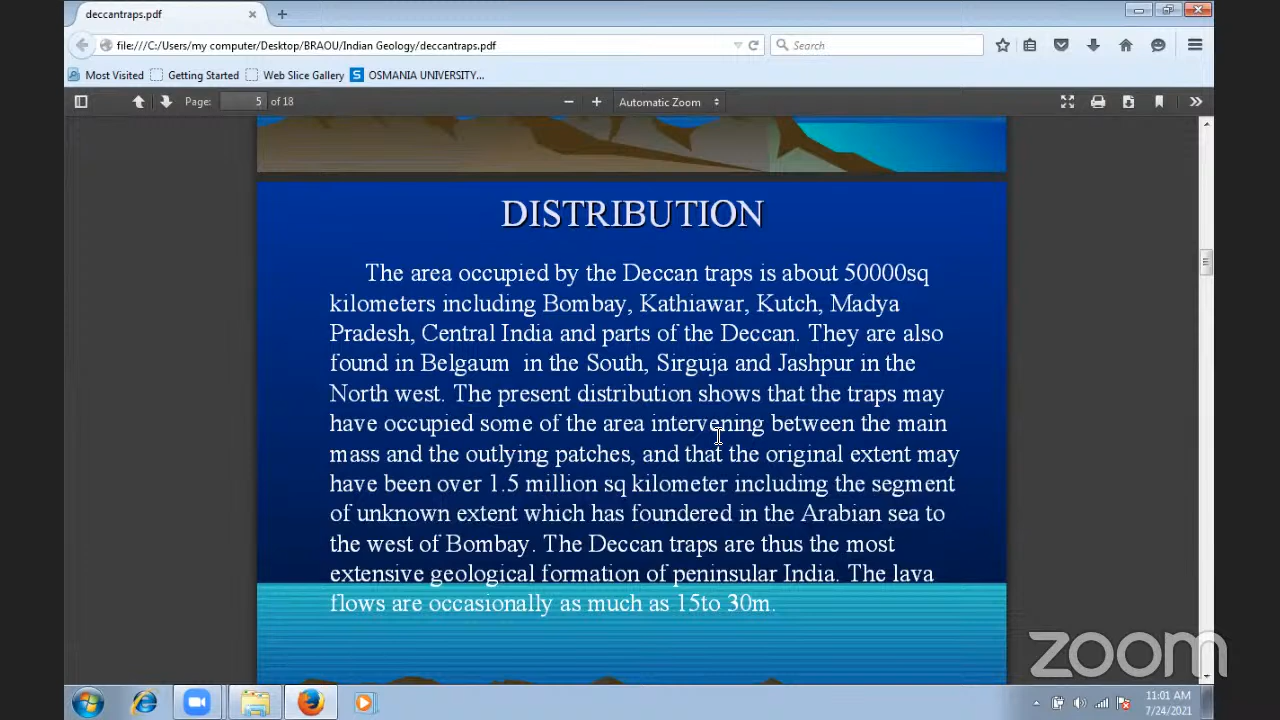 deccantraps.pdf
file:///C:/Users/my computer/Desktop/BRAOU/Indian Geology/deccantraps.pdf
Search
Most Visited Getting Started Web Slice Gallery S OSMANIA UNIVERSITY...
Page: 5 of 18 Automatic Zoom
DISTRIBUTION
The area occupied by the Deccan traps is about 50000sq
kilometers including Bombay, Kathiawar, Kutch, Madya
Pradesh, Central India and parts of the Deccan. They are also
found in Belgaum in the South, Sirguja and Jashpur in the
North west. The present distribution shows that the traps may
have occupied some of the area intervening between the main
mass and the outlying patches, and that the original extent may
have been over 1.5 million sq kilometer including the segment
of unknown extent which has foundered in the Arabian sea to
the west of Bombay. The Deccan traps are thus the most
extensive geological formation of peninsular India. The lava
flows are occasionally as much as 15to 30m.
zoom
11:01 AM
7/24/2021